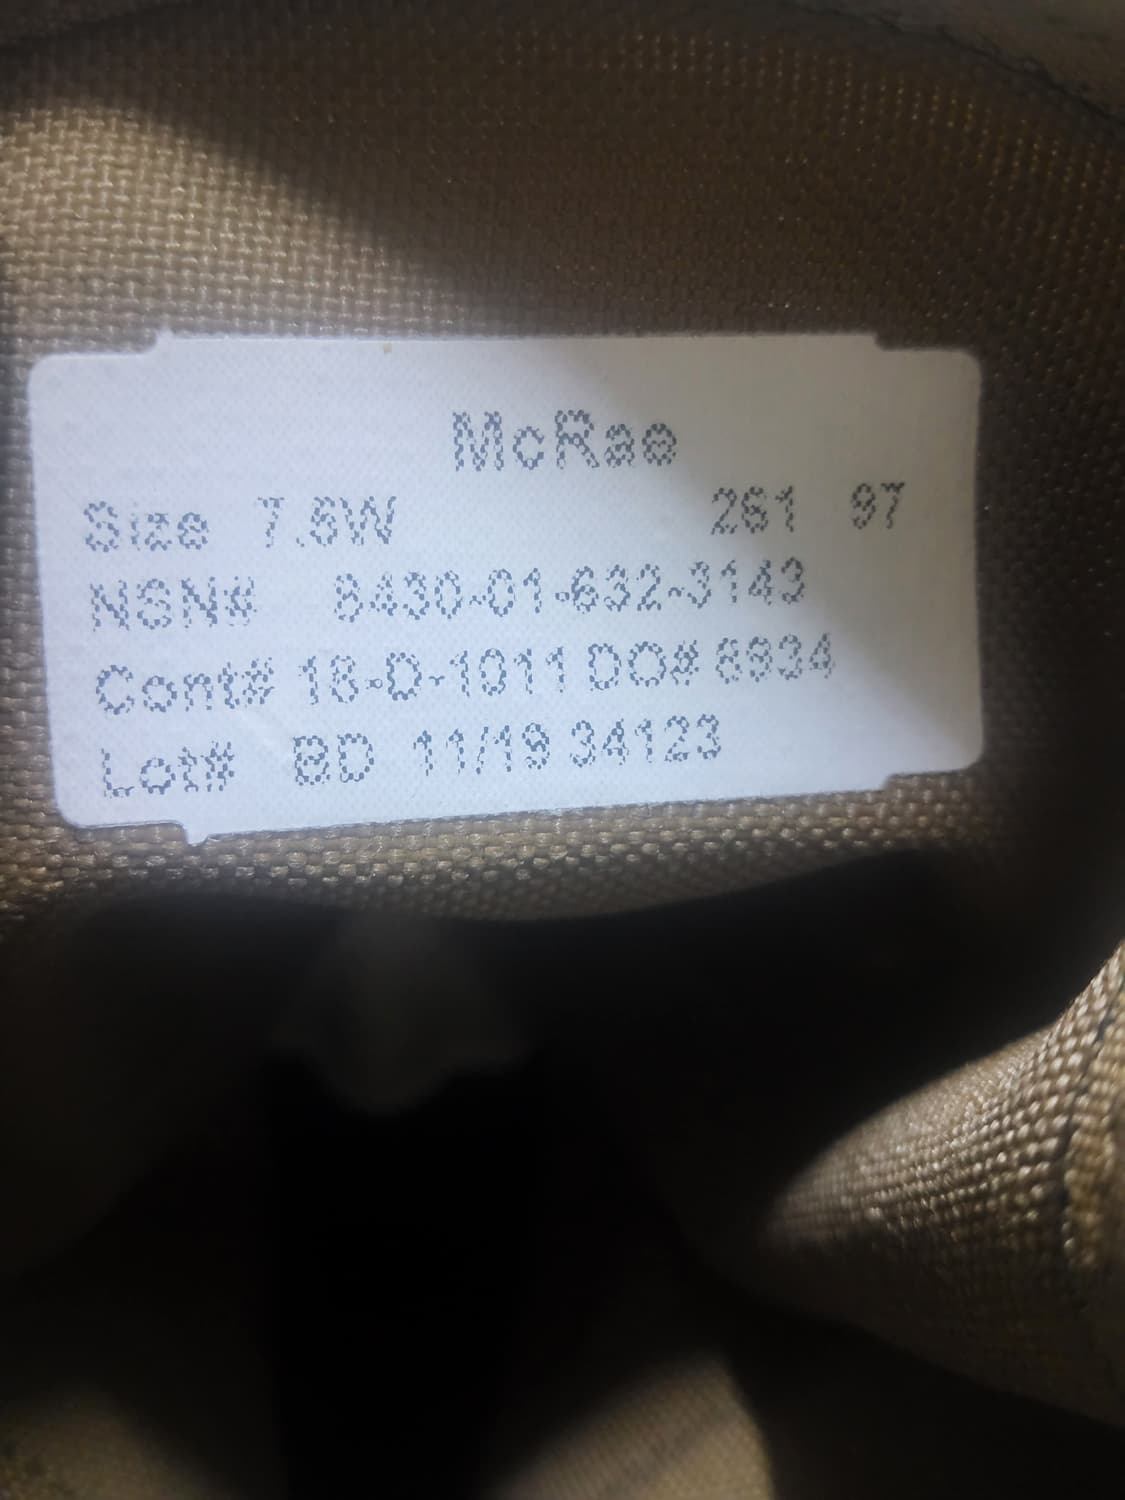 McRae
Size 7.5W 261 97
NSN# 8430-01-632-3143
Cont# 18-D-1011 DO#
Lot# BD 11/19 34123